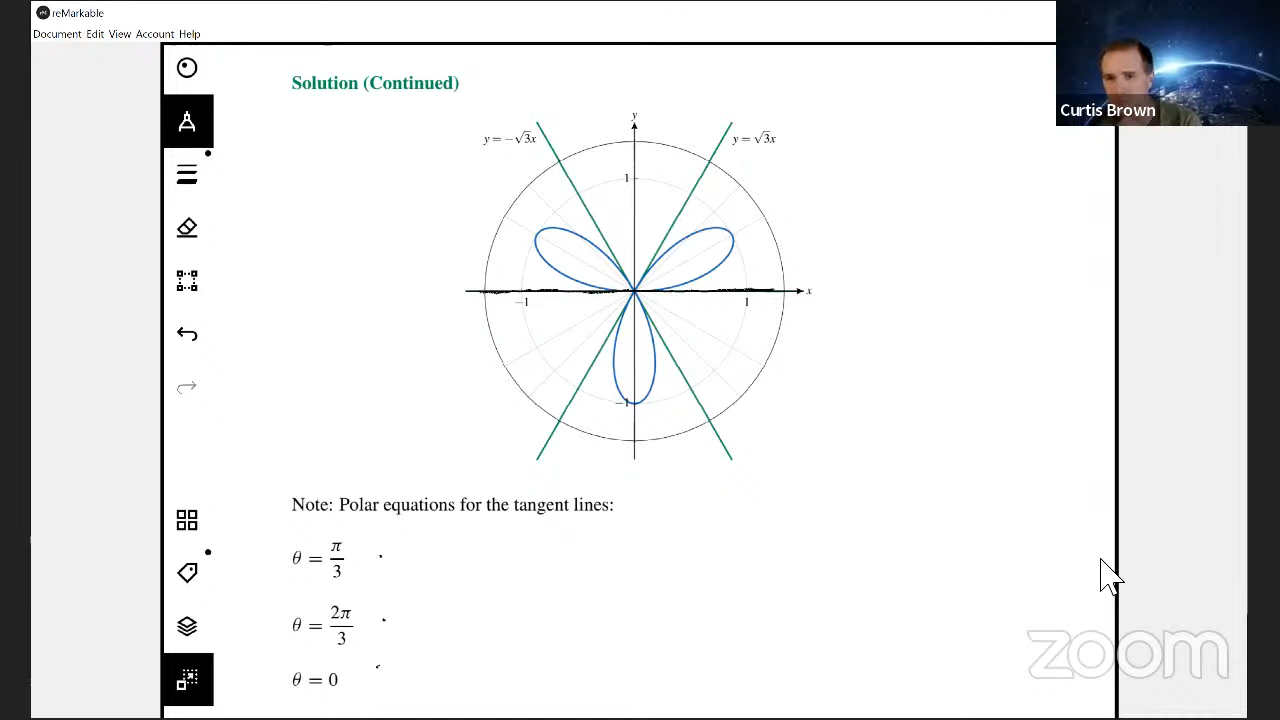 reMarkable
Document Edit View Account Help
Curtis Brown
Solution (Continued)
y
y = −√3x
y = √3x
1
x
−1
1
−1
Note: Polar equations for the tangent lines:
θ = π/3
θ = 2π/3
θ = 0
zoom